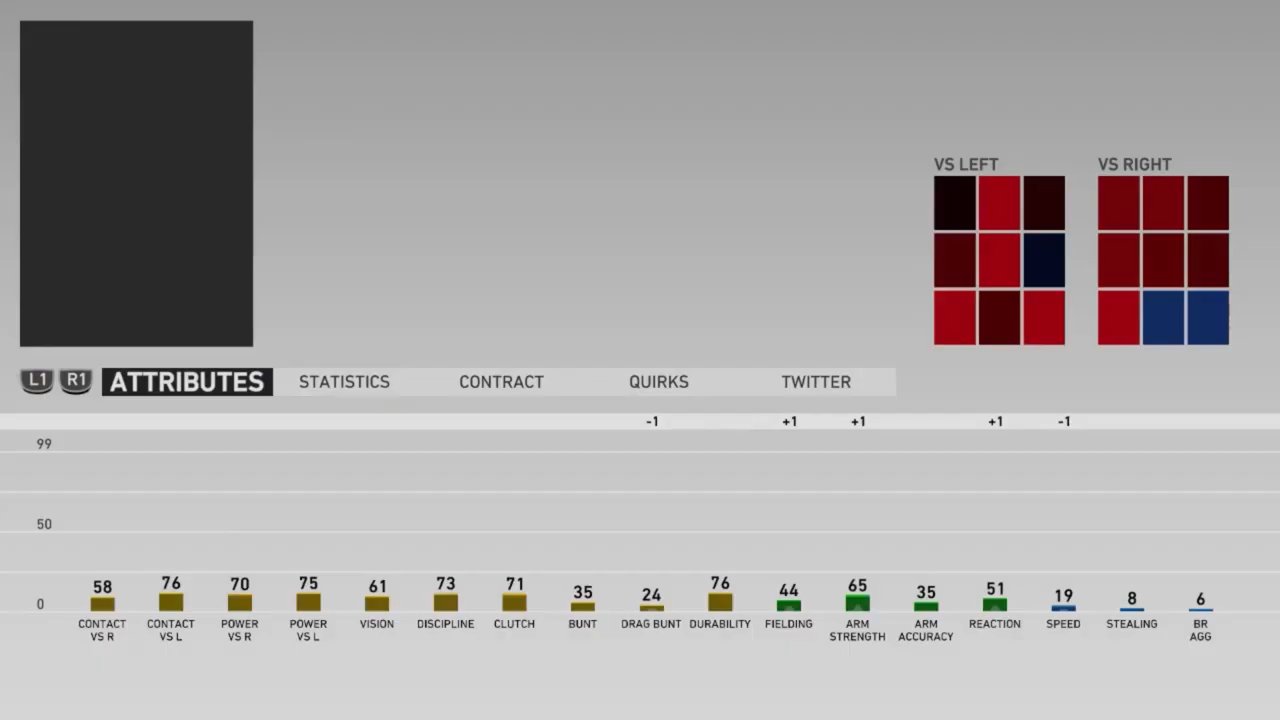 VS LEFT VS RIGHT
L1 R1 ATTRIBUTES STATISTICS CONTRACT QUIRKS TWITTER
-1 +1 +1 +1 -1
99
50
58 76 70 75 61 73 71 35 24 76 44 65 35 51 19 8 6
0
CONTACT CONTACT POWER POWER VISION DISCIPLINE CLUTCH BUNT DRAG BUNT DURABILITY FIELDING ARM ARM REACTION SPEED STEALING BR
VS R VS L VS R VS L STRENGTH ACCURACY AGG